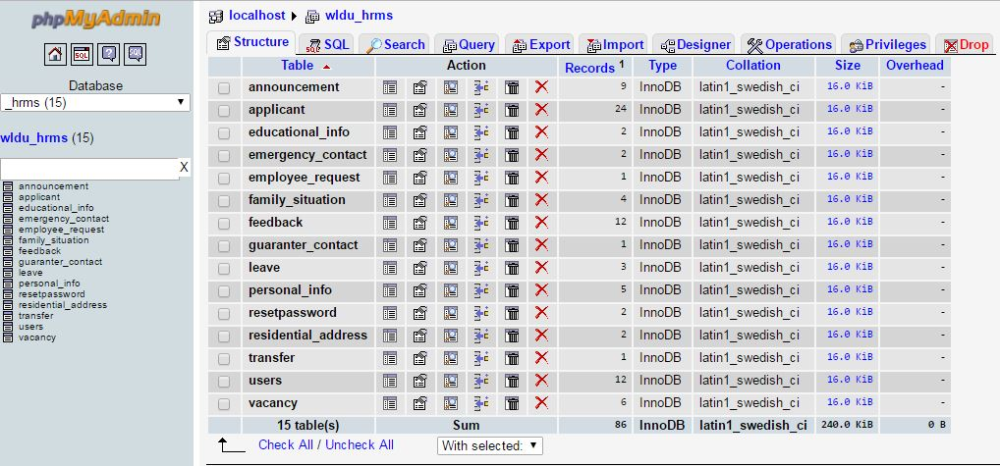 phpMyAdmin
SQL
Database
_hrms (15)
wldu_hrms (15)
X
announcement
applicant
educational_info
emergency_contact
employee_request
family_situation
feedback
guaranter_contact
leave
personal_info
resetpassword
residential_address
transfer
users
vacancy
localhost wldu_hrms
Structure SQL Search Query Export Import Designer Operations Privileges Drop
Table Action Records 1 Type Collation Size Overhead
announcement 9 InnoDB latin1_swedish_ci 16.0 KiB -
applicant 24 InnoDB latin1_swedish_ci 16.0 KiB -
educational_info 2 InnoDB latin1_swedish_ci 16.0 KiB -
emergency_contact 2 InnoDB latin1_swedish_ci 16.0 KiB -
employee_request 1 InnoDB latin1_swedish_ci 16.0 KiB -
family_situation 4 InnoDB latin1_swedish_ci 16.0 KiB -
feedback 12 InnoDB latin1_swedish_ci 16.0 KiB -
guaranter_contact 1 InnoDB latin1_swedish_ci 16.0 KiB -
leave 3 InnoDB latin1_swedish_ci 16.0 KiB -
personal_info 5 InnoDB latin1_swedish_ci 16.0 KiB -
resetpassword 2 InnoDB latin1_swedish_ci 16.0 KiB -
residential_address 2 InnoDB latin1_swedish_ci 16.0 KiB -
transfer 1 InnoDB latin1_swedish_ci 16.0 KiB -
users 12 InnoDB latin1_swedish_ci 16.0 KiB -
vacancy 6 InnoDB latin1_swedish_ci 16.0 KiB -
15 table(s) Sum 86 InnoDB latin1_swedish_ci 240.0 KiB 0 B
Check All / Uncheck All With selected: